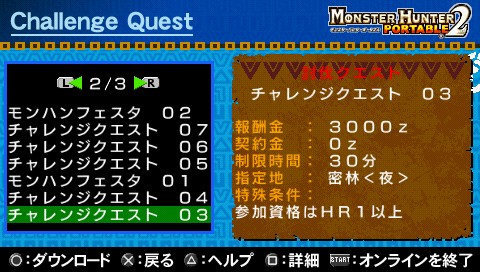 Challenge Quest
MONSTER HUNTER
PORTABLE 2
L 2/3 R
モンハンフェスタ 02
チャレンジクエスト 07
チャレンジクエスト 06
チャレンジクエスト 05
モンハンフェスタ 01
チャレンジクエスト 04
チャレンジクエスト 03
討伐クエスト
チャレンジクエスト 03
報酬金 : 3000z
契約金 : 0z
制限時間 : 30分
指定地 : 密林<夜>
特殊条件 :
参加資格はHR1以上
○:ダウンロード ×:戻る △:ヘルプ □:詳細 START:オンラインを終了